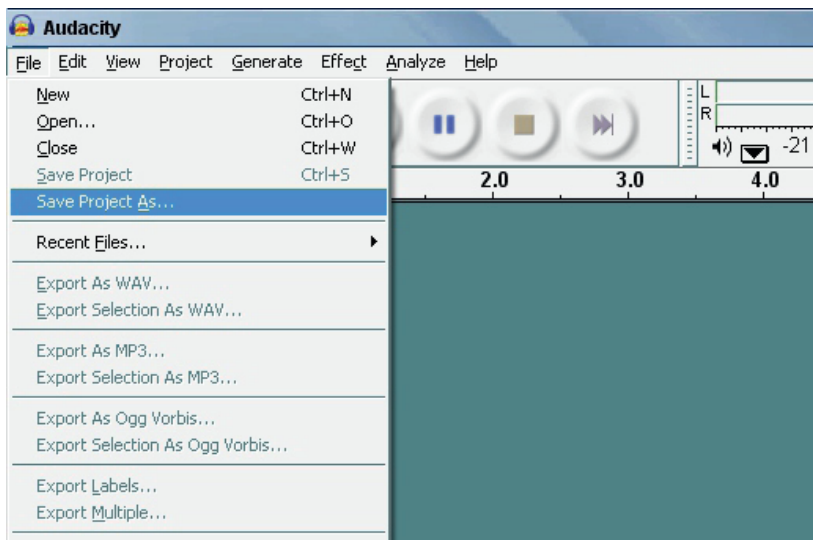 Audacity
File Edit View Project Generate Effect Analyze Help
New Ctrl+N
Open... Ctrl+O
Close Ctrl+W
Save Project Ctrl+S
Save Project As...
Recent Files...
Export As WAV...
Export Selection As WAV...
Export As MP3...
Export Selection As MP3...
Export As Ogg Vorbis...
Export Selection As Ogg Vorbis...
Export Labels...
Export Multiple...
L
R
-21
2.0 3.0 4.0